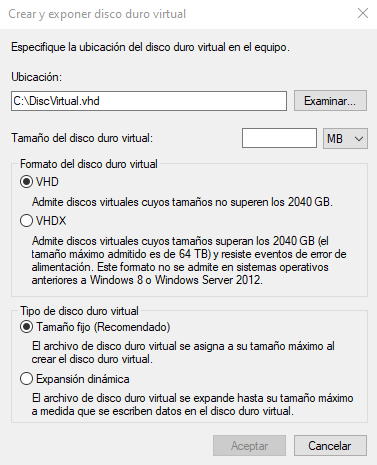 Crear y exponer disco duro virtual
Especifique la ubicación del disco duro virtual en el equipo.
Ubicación:
C:\DiscVirtual.vhd
Examinar...
Tamaño del disco duro virtual:
MB
Formato del disco duro virtual
VHD
Admite discos virtuales cuyos tamaños no superen los 2040 GB.
VHDX
Admite discos virtuales cuyos tamaños superan los 2040 GB (el
tamaño máximo admitido es de 64 TB) y resiste eventos de error de
alimentación. Este formato no se admite en sistemas operativos
anteriores a Windows 8 o Windows Server 2012.
Tipo de disco duro virtual
Tamaño fijo (Recomendado)
El archivo de disco duro virtual se asigna a su tamaño máximo al
crear el disco duro virtual.
Expansión dinámica
El archivo de disco duro virtual se expande hasta su tamaño máximo
a medida que se escriben datos en el disco duro virtual.
Aceptar
Cancelar